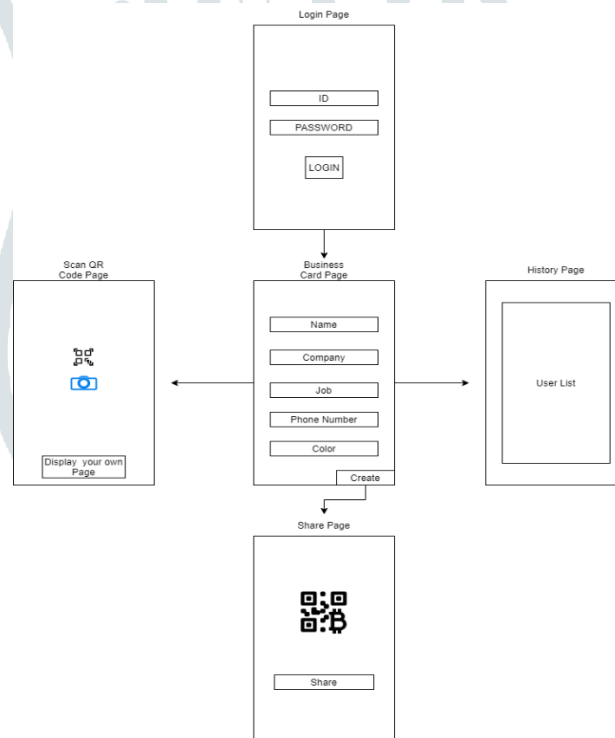 Login Page
ID
PASSWORD
LOGIN
Scan QR
Code Page
Display your own
Page
Business
Card Page
Name
Company
Job
Phone Number
Color
Create
History Page
User List
Share Page
Share